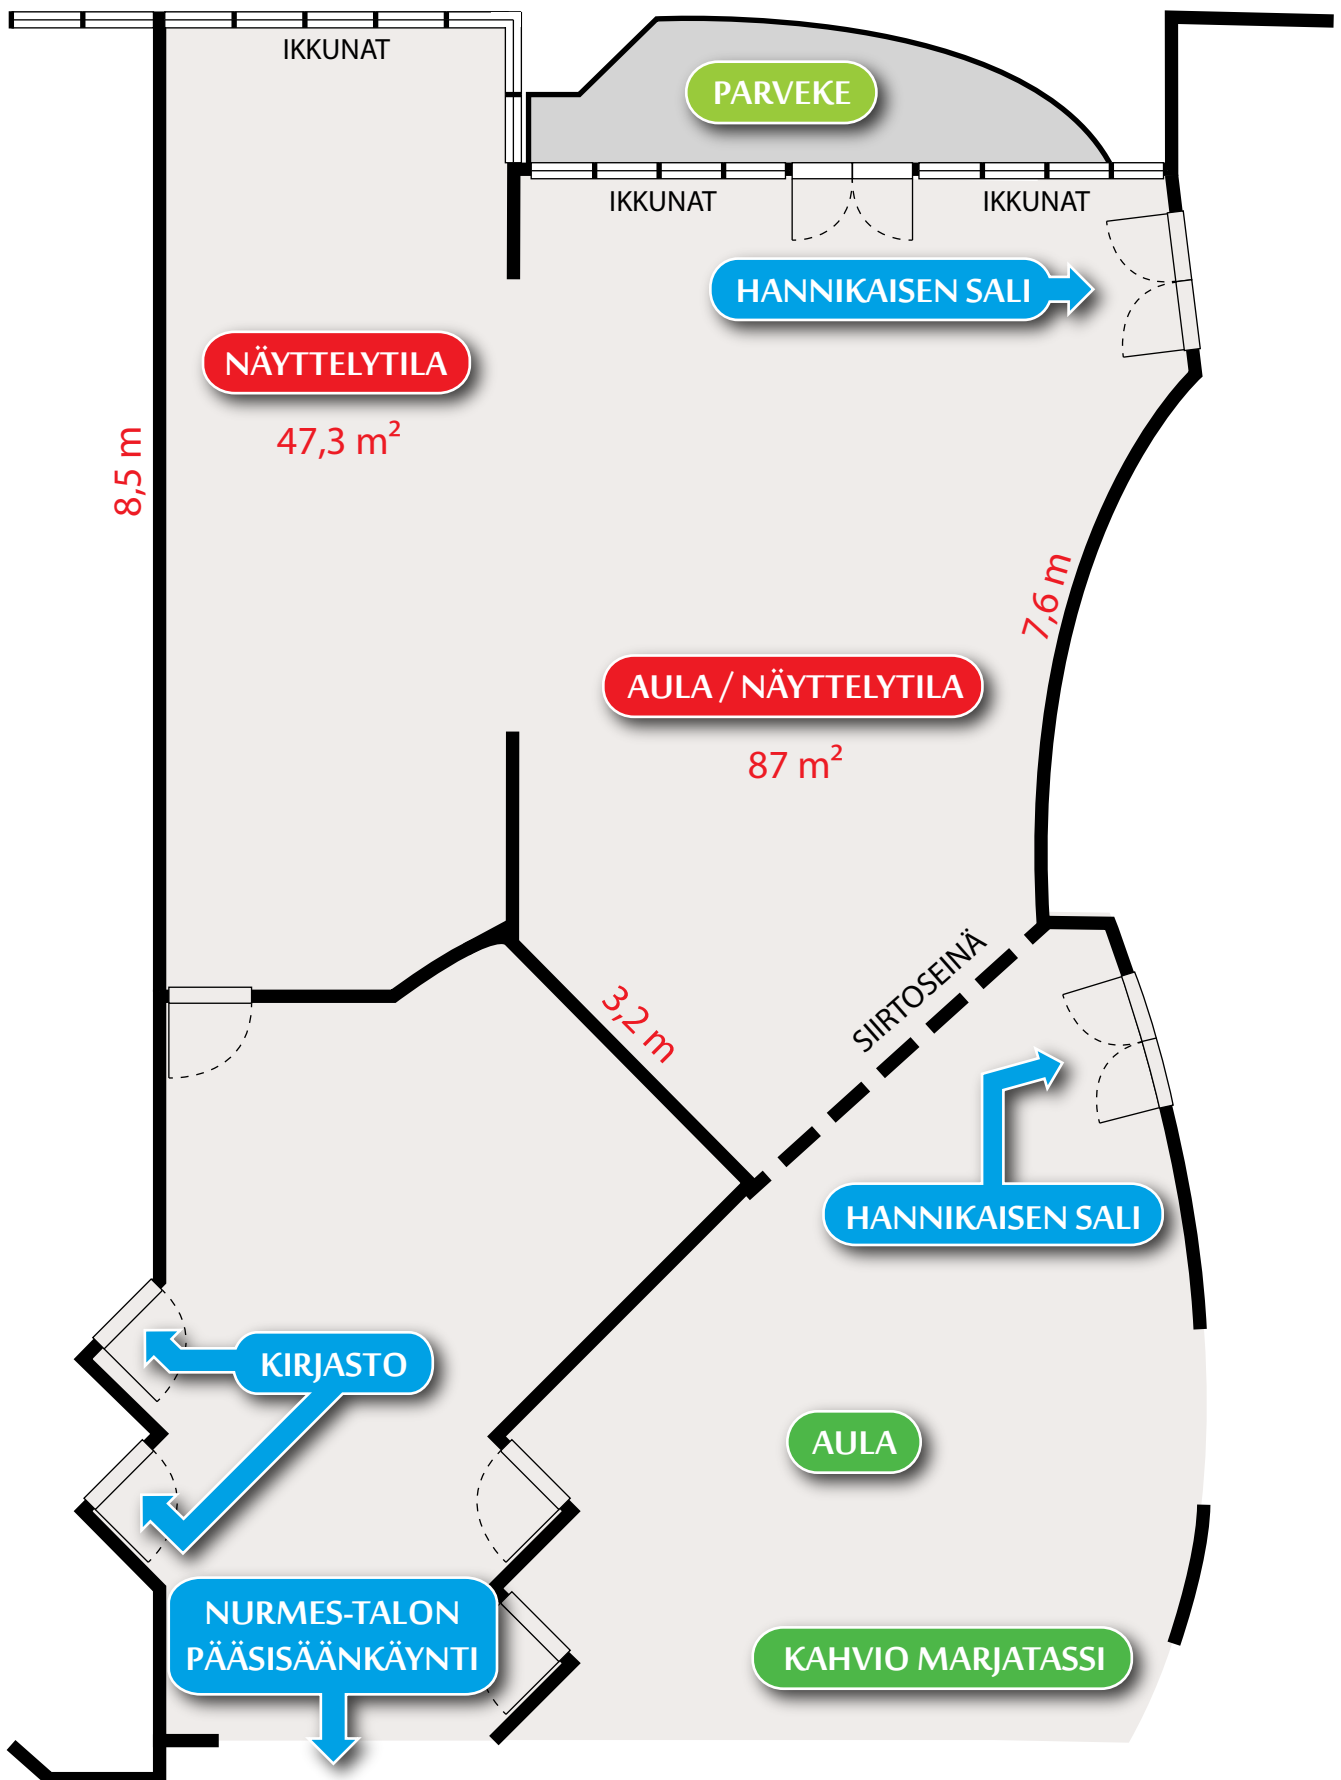 IKKUNAT
PARVEKE
IKKUNAT
IKKUNAT
HANNIKAISEN SALI
NÄYTTELYTILA
47,3 m²
8,5 m
7,6 m
AULA / NÄYTTELYTILA
87 m²
SIIRTOSEINÄ
3,2 m
HANNIKAISEN SALI
KIRJASTO
AULA
NURMES-TALON
PÄÄSISÄÄNKÄYNTI
KAHVIO MARJATASSI